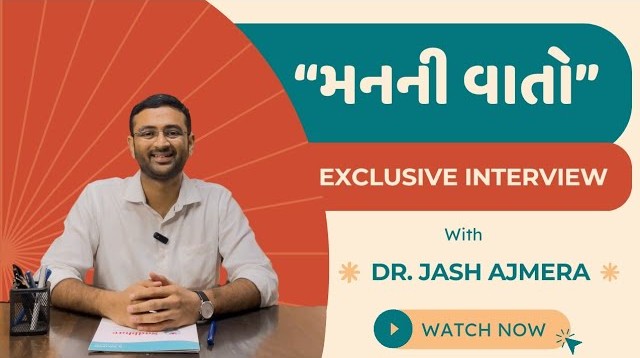 “મનની વાતો”
EXCLUSIVE INTERVIEW
With
DR. JASH AJMERA
WATCH NOW